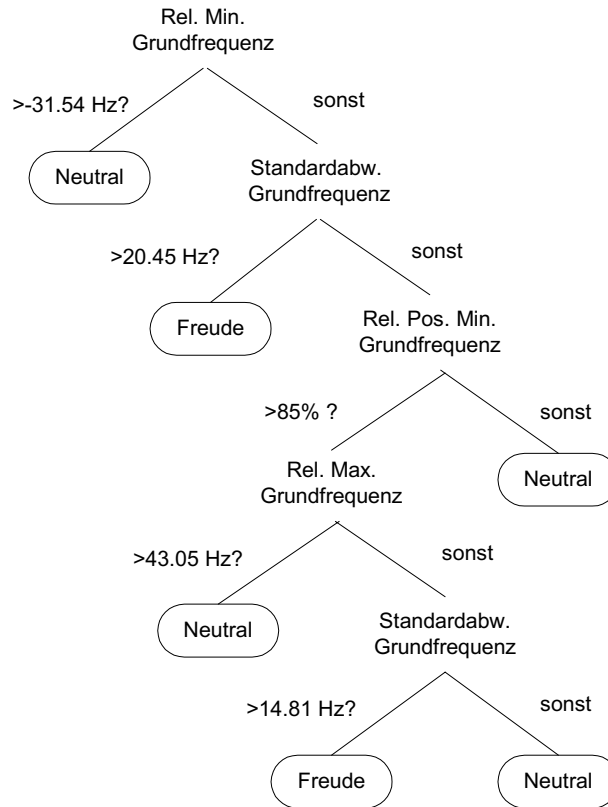 Rel. Min.
Grundfrequenz
>-31.54 Hz?
sonst
Neutral
Standardabw.
Grundfrequenz
>20.45 Hz?
sonst
Freude
Rel. Pos. Min.
Grundfrequenz
>85% ?
sonst
Rel. Max.
Grundfrequenz
Neutral
>43.05 Hz?
sonst
Neutral
Standardabw.
Grundfrequenz
>14.81 Hz?
sonst
Freude
Neutral